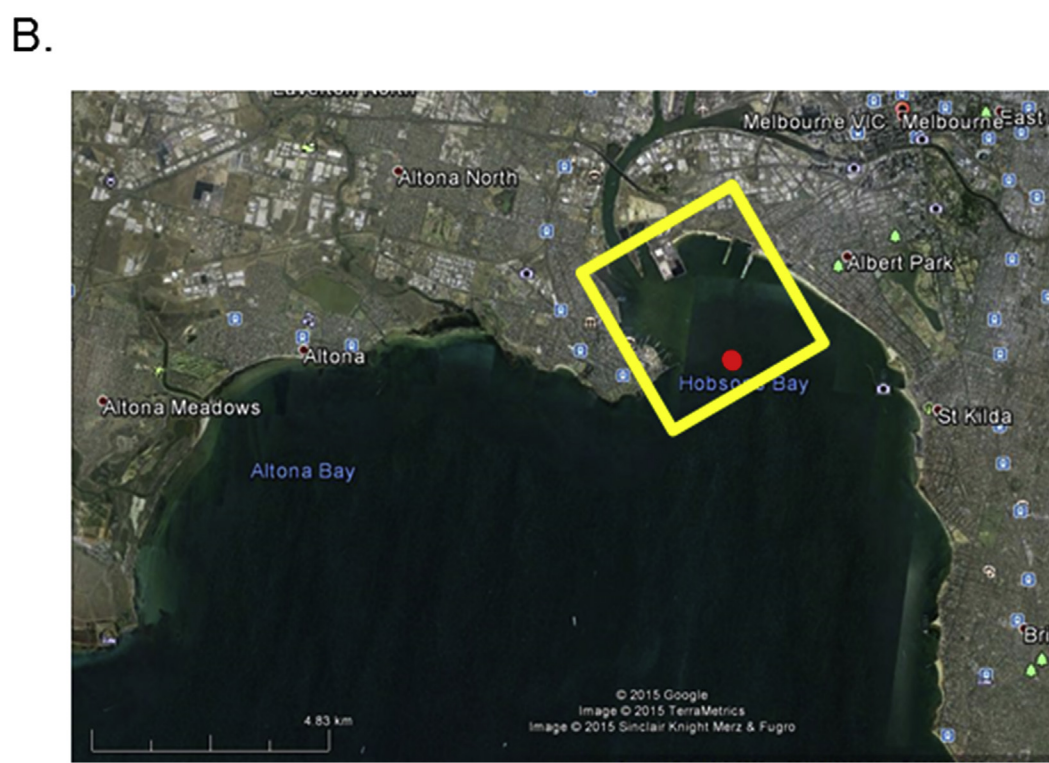 B.
Melbourne VIC
Melbourne
East
Altona North
Albert Park
Altona
Altona Meadows
Hobsons Bay
St Kilda
Altona Bay
Bri
4.83 km
© 2015 Google
Image © 2015 TerraMetrics
Image © 2015 Sinclair Knight Merz & Fugro